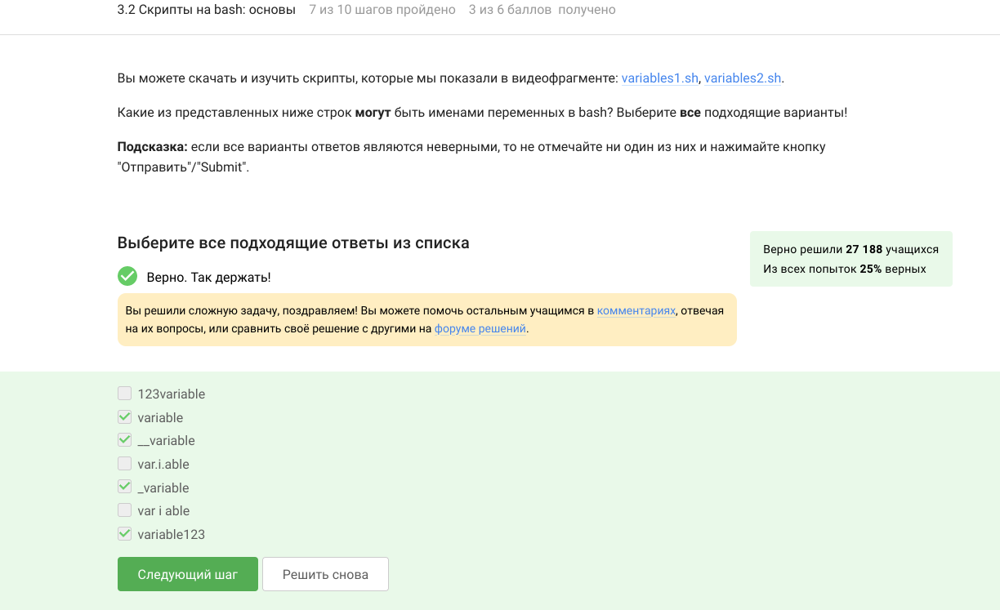 3.2 Скрипты на bash: основы 7 из 10 шагов пройдено 3 из 6 баллов получено
Вы можете скачать и изучить скрипты, которые мы показали в видеофрагменте: variables1.sh, variables2.sh.
Какие из представленных ниже строк могут быть именами переменных в bash? Выберите все подходящие варианты!
Подсказка: если все варианты ответов являются неверными, то не отмечайте ни один из них и нажимайте кнопку
"Отправить"/"Submit".
Выберите все подходящие ответы из списка
Верно решили 27 188 учащихся
Из всех попыток 25% верных
Верно. Так держать!
Вы решили сложную задачу, поздравляем! Вы можете помочь остальным учащимся в комментариях, отвечая
на их вопросы, или сравнить своё решение с другими на форуме решений.
123variable
variable
__variable
var.i.able
_variable
var i able
variable123
Следующий шаг Решить снова